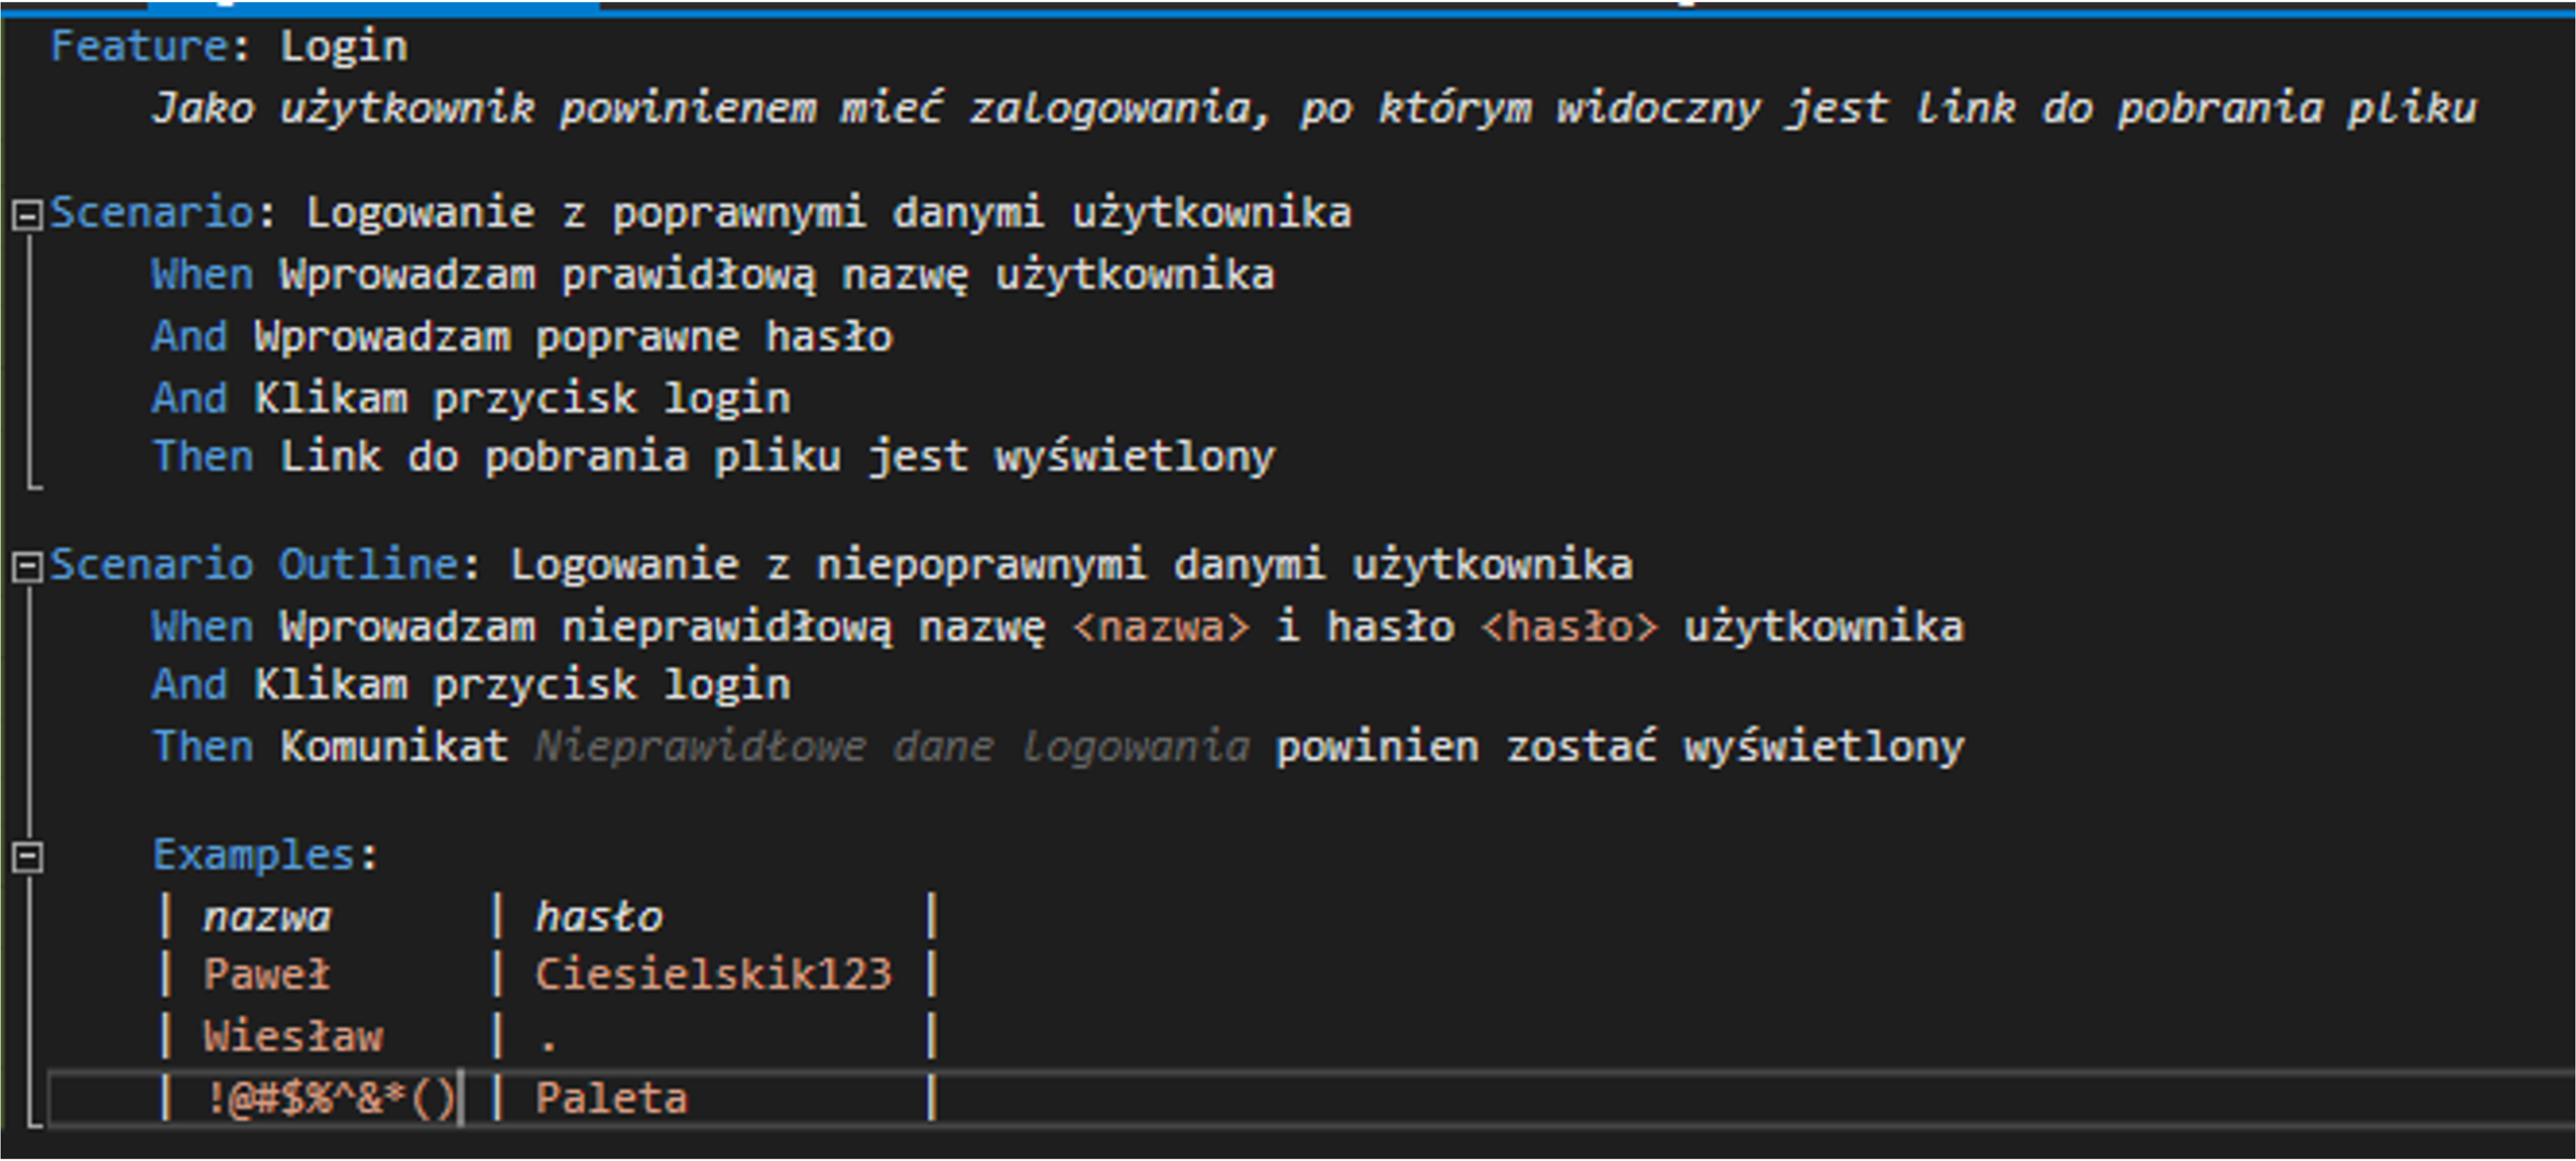 Feature: Login
Jako użytkownik powinienem mieć zalogowania, po którym widoczny jest link do pobrania pliku
Scenario: Logowanie z poprawnymi danymi użytkownika
When Wprowadzam prawidłową nazwę użytkownika
And Wprowadzam poprawne hasło
And Klikam przycisk login
Then Link do pobrania pliku jest wyświetlony
Scenario Outline: Logowanie z niepoprawnymi danymi użytkownika
When Wprowadzam nieprawidłową nazwę <nazwa> i hasło <hasło> użytkownika
And Klikam przycisk login
Then Komunikat Nieprawidłowe dane logowania powinien zostać wyświetlony
Examples:
| nazwa | hasło |
| Paweł | Ciesielskik123 |
| Wiesław | . |
| !@#$%^&*() | Paleta |